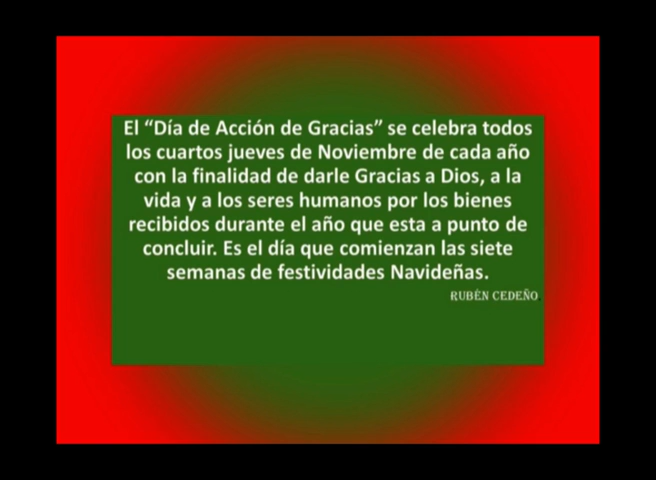 El “Día de Acción de Gracias” se celebra todos
los cuartos jueves de Noviembre de cada año
con la finalidad de darle Gracias a Dios, a la
vida y a los seres humanos por los bienes
recibidos durante el año que esta a punto de
concluir. Es el día que comienzan las siete
semanas de festividades Navideñas.
RUBÉN CEDEÑO.